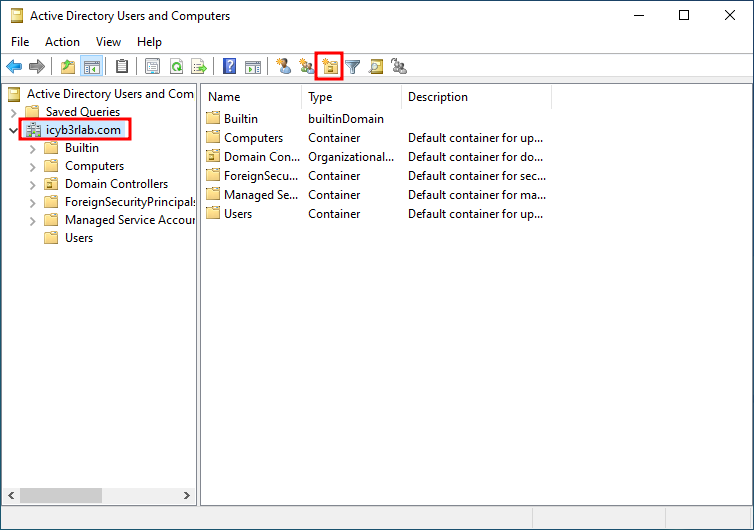 Active Directory Users and Computers
File Action View Help
Active Directory Users and Com
Saved Queries
icyb3rlab.com
Builtin
Computers
Domain Controllers
ForeignSecurityPrincipals
Managed Service Accour
Users
Name Type Description
Builtin builtinDomain
Computers Container Default container for up...
Domain Con... Organizational... Default container for do...
ForeignSecu... Container Default container for sec...
Managed Se... Container Default container for ma...
Users Container Default container for up...